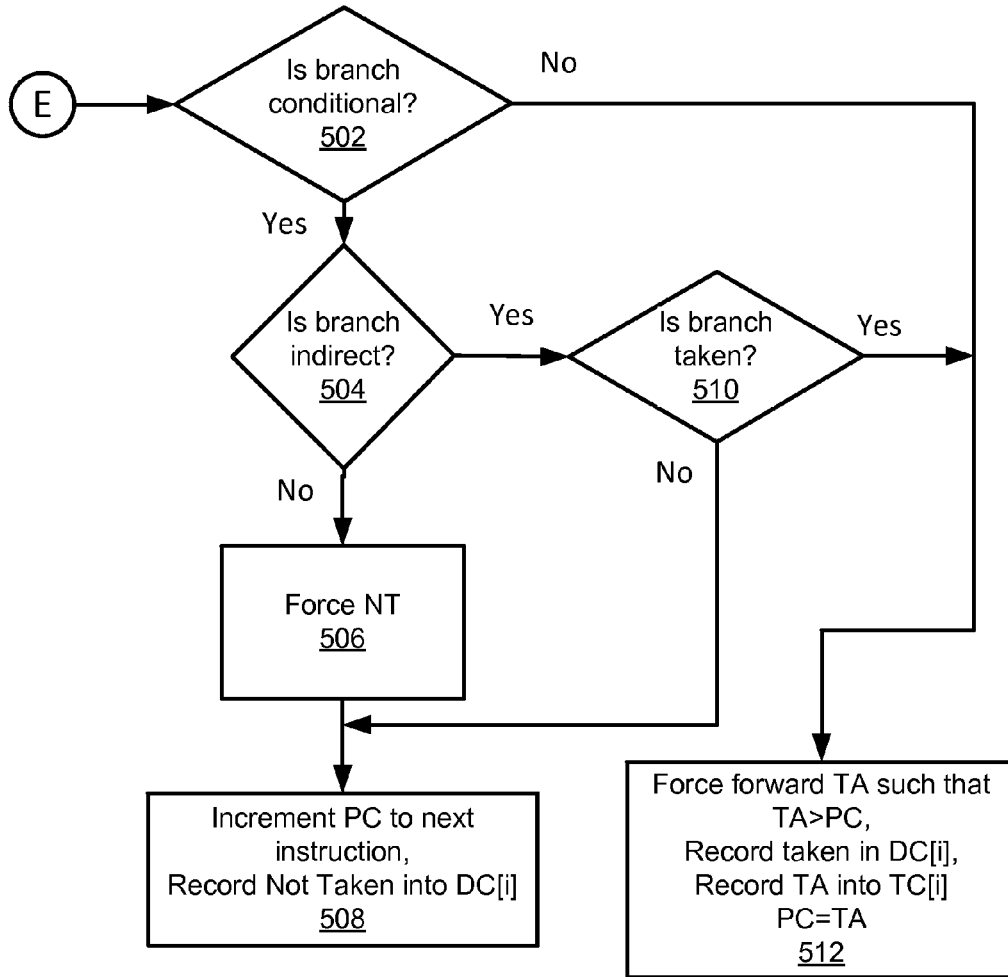 E
Is branch
conditional?
502
No
Yes
Is branch
indirect?
504
Yes
Is branch
taken?
510
Yes
No
No
Force NT
506
Increment PC to next
instruction,
Record Not Taken into DC[i]
508
Force forward TA such that
TA>PC,
Record taken in DC[i],
Record TA into TC[i]
PC=TA
512